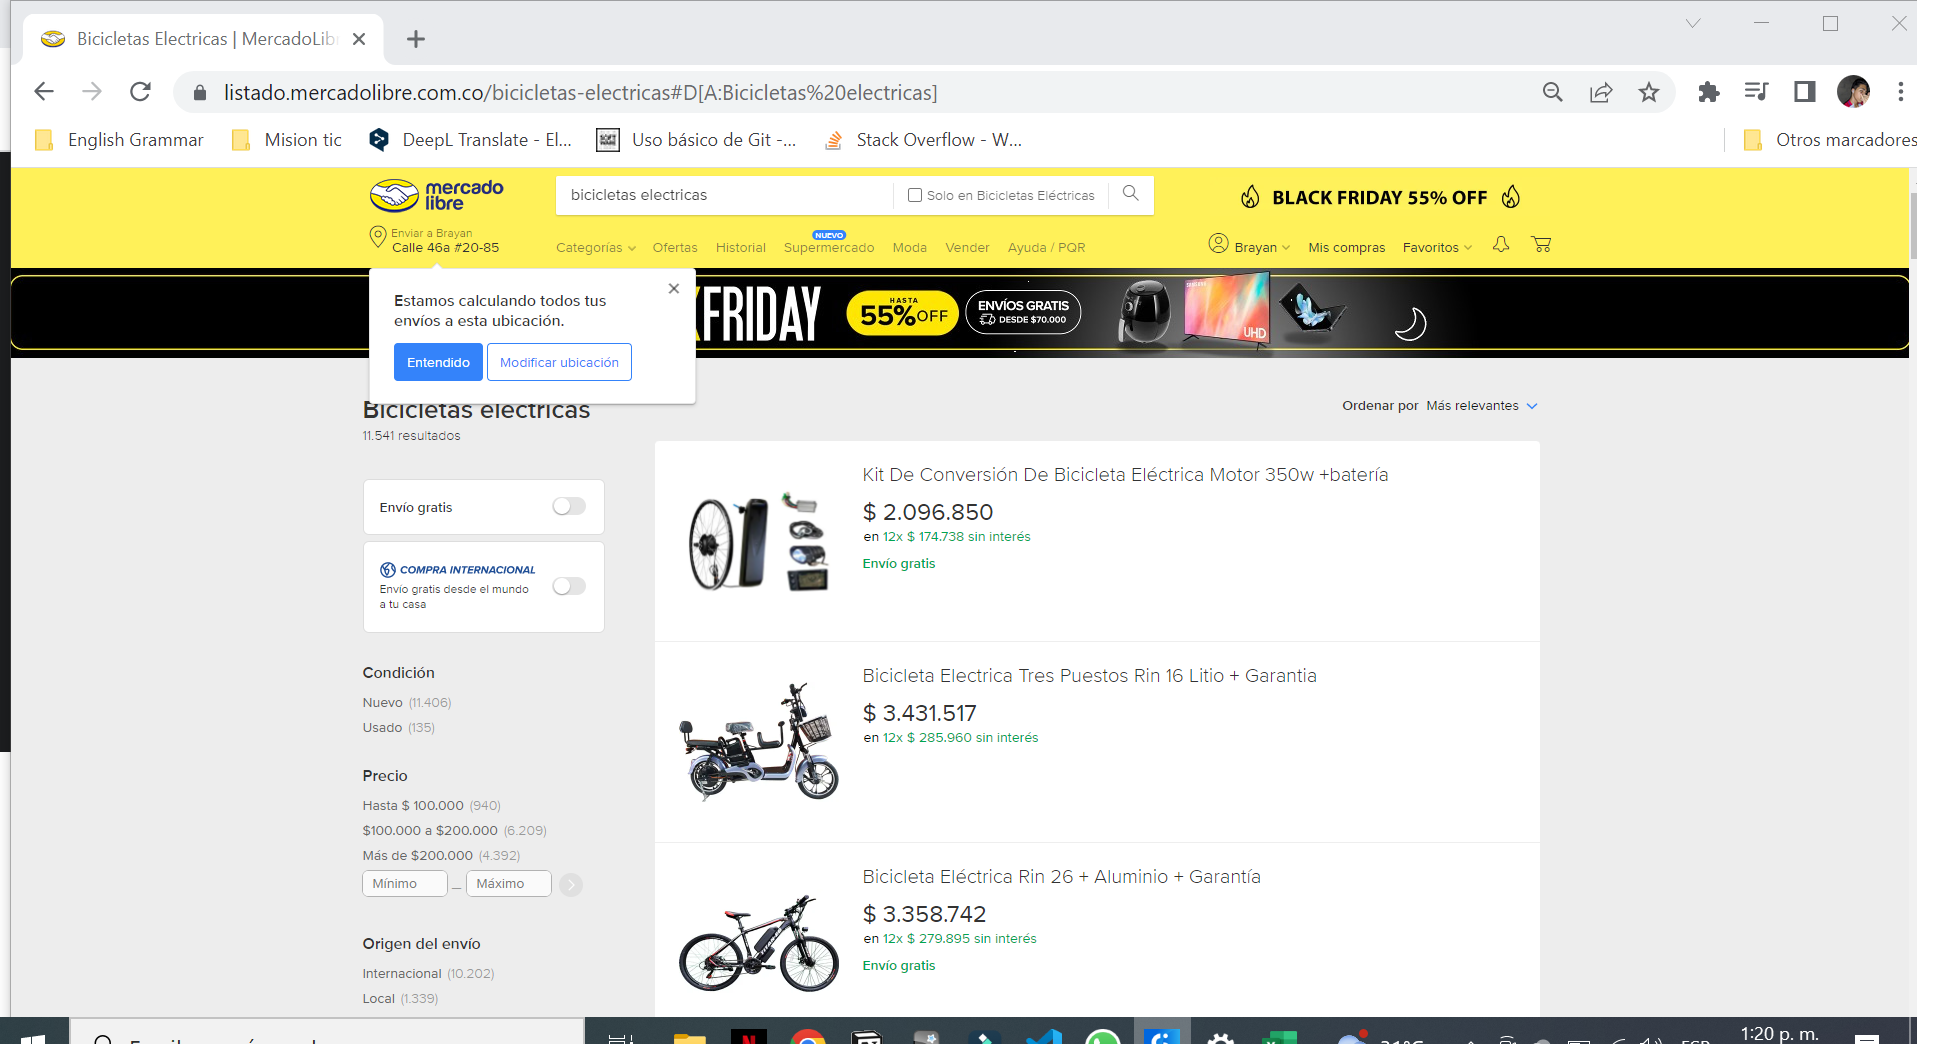 Bicicletas Electricas | MercadoLib
listado.mercadolibre.com.co/bicicletas-electricas#D[A:Bicicletas%20electricas]
English Grammar
Mision tic
DeepL Translate - El...
Uso básico de Git -...
Stack Overflow - W...
Otros marcadores
mercado
libre
bicicletas electricas
Solo en Bicicletas Eléctricas
BLACK FRIDAY 55% OFF
Enviar a Brayan
Calle 46a #20-85
Categorías
Ofertas
Historial
NUEVO
Supermercado
Moda
Vender
Ayuda / PQR
Brayan
Mis compras
Favoritos
Estamos calculando todos tus
envíos a esta ubicación.
Entendido
Modificar ubicación
FRIDAY
HASTA
55%OFF
ENVÍOS GRATIS
DESDE $70.000
SAMSUNG
UHD
Bicicletas electricas
11.541 resultados
Ordenar por Más relevantes
Envío gratis
COMPRA INTERNACIONAL
Envío gratis desde el mundo
a tu casa
Condición
Nuevo (11.406)
Usado (135)
Precio
Hasta $ 100.000 (940)
$100.000 a $200.000 (6.209)
Más de $200.000 (4.392)
Mínimo
—
Máximo
Origen del envío
Internacional (10.202)
Local (1.339)
Kit De Conversión De Bicicleta Eléctrica Motor 350w +batería
$ 2.096.850
en 12x $ 174.738 sin interés
Envío gratis
Bicicleta Electrica Tres Puestos Rin 16 Litio + Garantia
$ 3.431.517
en 12x $ 285.960 sin interés
Bicicleta Eléctrica Rin 26 + Aluminio + Garantía
$ 3.358.742
en 12x $ 279.895 sin interés
Envío gratis
1:20 p. m.